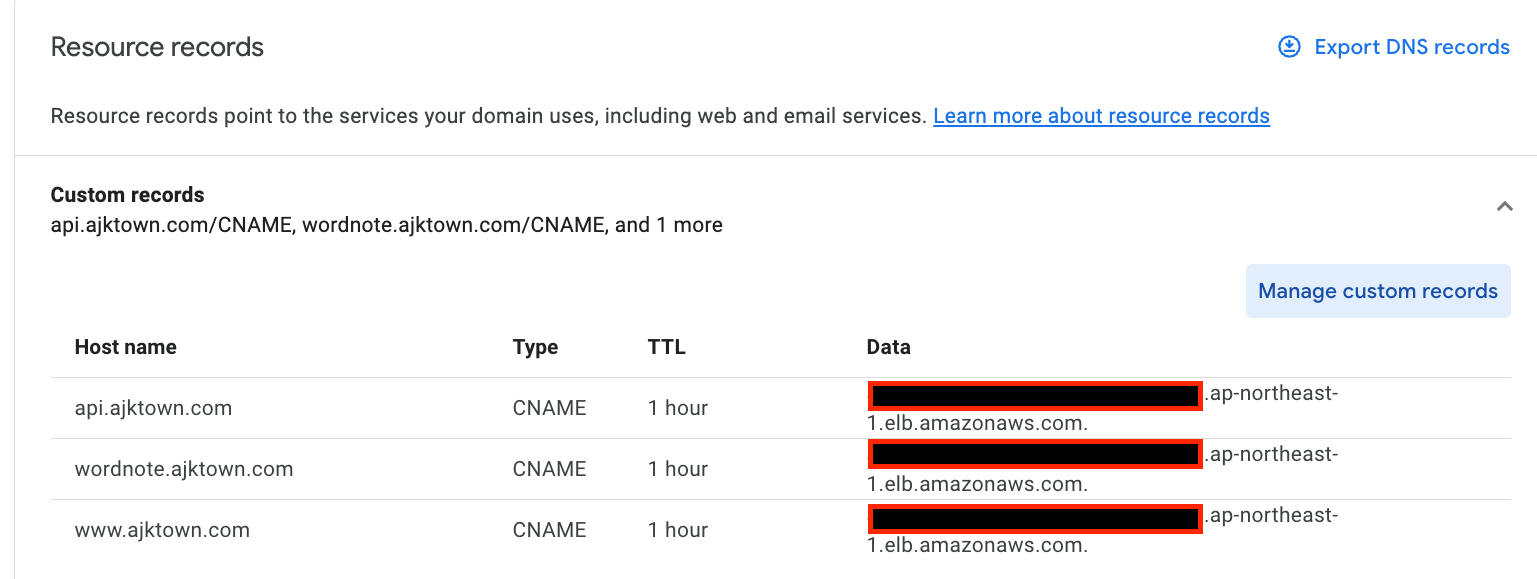 Resource records
Export DNS records
Resource records point to the services your domain uses, including web and email services. Learn more about resource records
Custom records
api.ajktown.com/CNAME, wordnote.ajktown.com/CNAME, and 1 more
Manage custom records
Host name Type TTL Data
api.ajktown.com CNAME 1 hour .ap-northeast-
1.elb.amazonaws.com.
wordnote.ajktown.com CNAME 1 hour .ap-northeast-
1.elb.amazonaws.com.
www.ajktown.com CNAME 1 hour .ap-northeast-
1.elb.amazonaws.com.